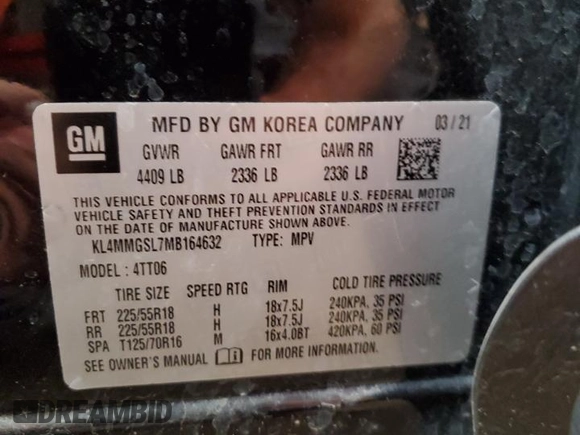 GM
MFD BY GM KOREA COMPANY 03/21
GVWR GAWR FRT GAWR RR
4409 LB 2336 LB 2336 LB
THIS VEHICLE CONFORMS TO ALL APPLICABLE U.S. FEDERAL MOTOR
VEHICLE SAFETY AND THEFT PREVENTION STANDARDS IN EFFECT
ON THE DATE OF MANUFACTURE SHOWN ABOVE.
KL4MMGSL7MB164632 TYPE: MPV
MODEL: 4TT06
TIRE SIZE SPEED RTG RIM COLD TIRE PRESSURE
FRT 225/55R18 H 18x7.5J 240KPA, 35 PSI
RR 225/55R18 H 18x7.5J 240KPA, 35 PSI
SPA T125/70R16 M 16x4.0BT 420KPA, 60 PSI
SEE OWNER'S MANUAL FOR MORE INFORMATION.
DREAMBID